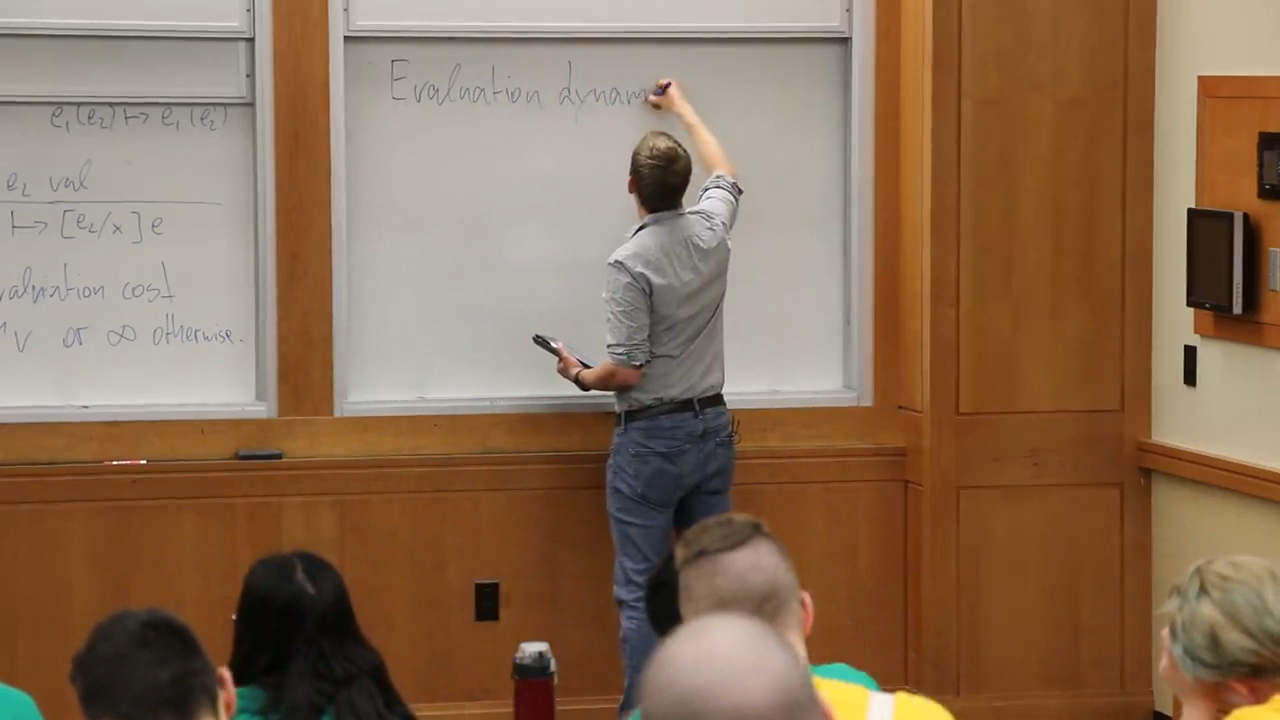 e₁(e₂) ↦ e₁(e₂')
e₂ val
↦ [e₂/x]e
valuation cost
v or ∞ otherwise.
Evaluation dynam